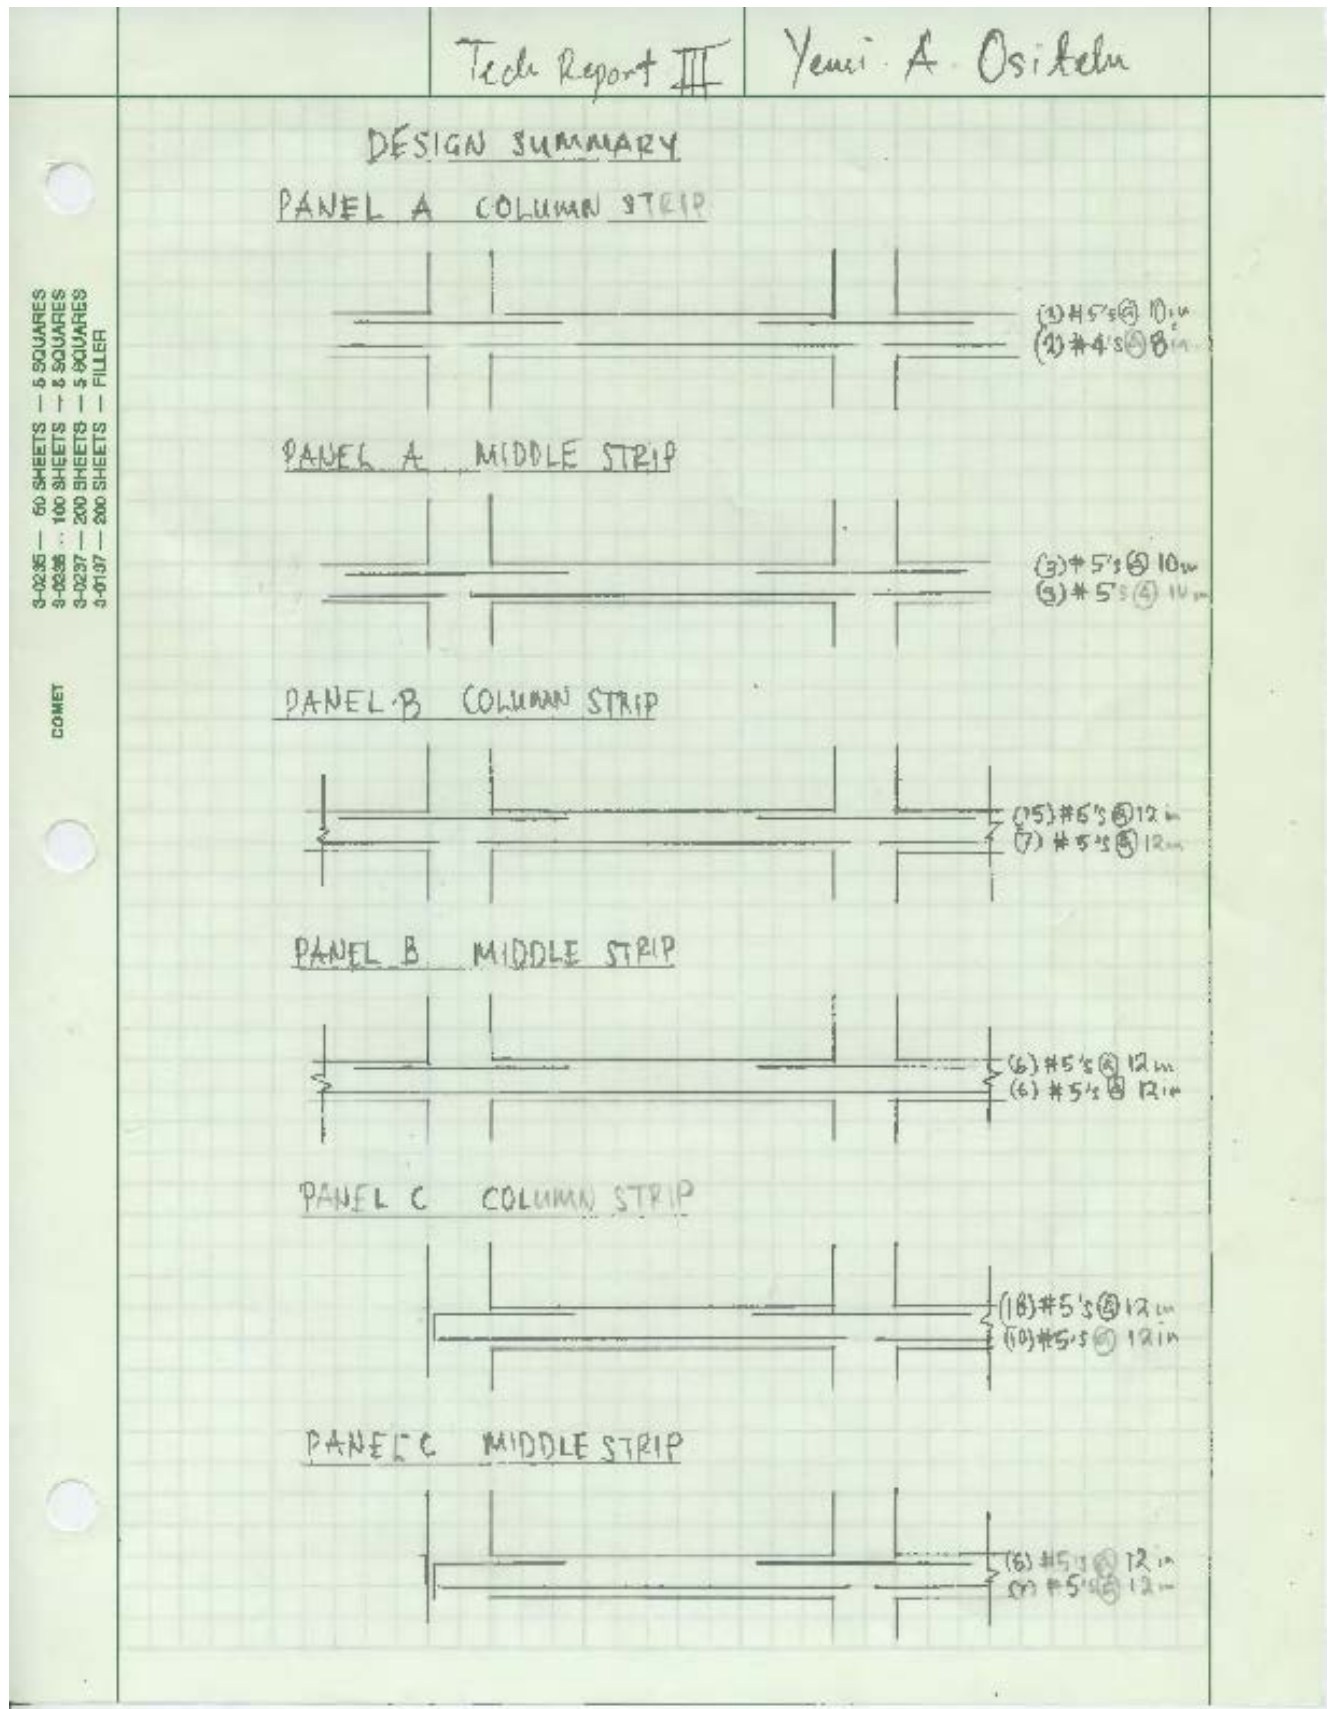 Tech Report III Yemi A. Ositelu
DESIGN SUMMARY
PANEL A COLUMN STRIP
#5's @ 10in
(2) #4's @ 8in
PANEL A MIDDLE STRIP
(3) #5's @ 10in
(3) #5's @ 10in
PANEL B COLUMN STRIP
(15) #5's @ 12in
(7) #5's @ 12in
PANEL B MIDDLE STRIP
(6) #5's @ 12in
(6) #5's @ 12in
PANEL C COLUMN STRIP
(18) #5's @ 12in
(10) #5's @ 12in
PANEL C MIDDLE STRIP
#5's @ 12in
#5's @ 12in
3-0235 — 50 SHEETS — 5 SQUARES
3-0236 — 100 SHEETS — 5 SQUARES
3-0237 — 200 SHEETS — 5 SQUARES
3-0137 — 200 SHEETS — FILLER
COMET